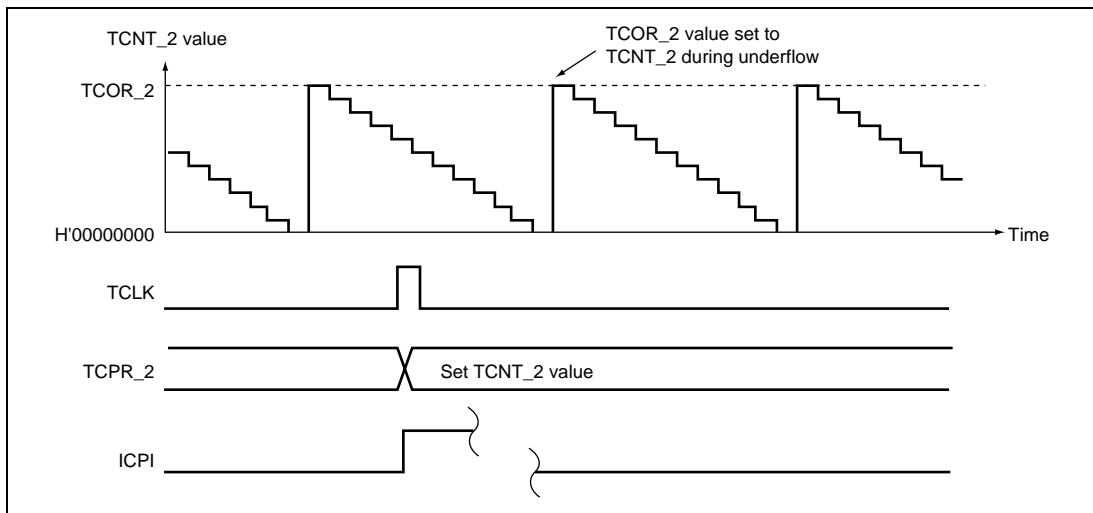 TCNT_2 value
TCOR_2 value set to
TCNT_2 during underflow
TCOR_2
H'00000000
Time
TCLK
TCPR_2
Set TCNT_2 value
ICPI